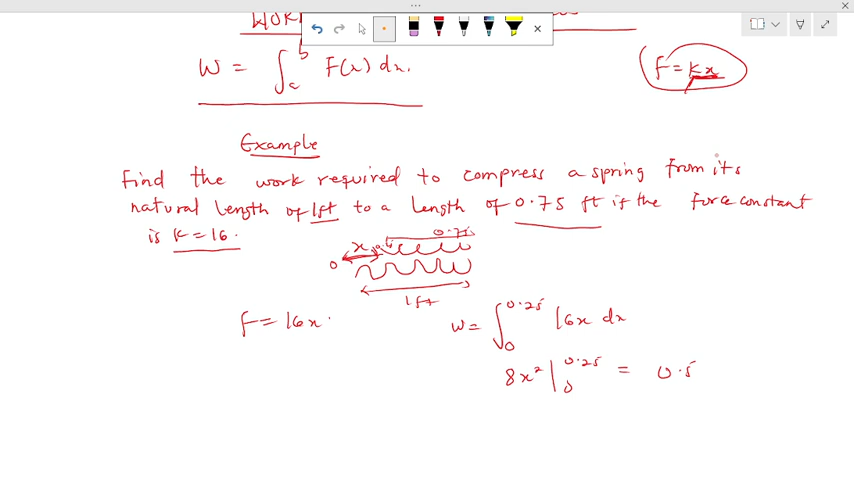 W = ∫ₐᵇ F(x) dx.
F = kx
Example
Find the work required to compress a spring from its
natural length of 1ft to a length of 0.75 ft if the force constant
is K = 16.
0.75
x
0
1ft
F = 16x
W = ∫₀^0.25 16x dx
8x² |₀^0.25 = 0.5